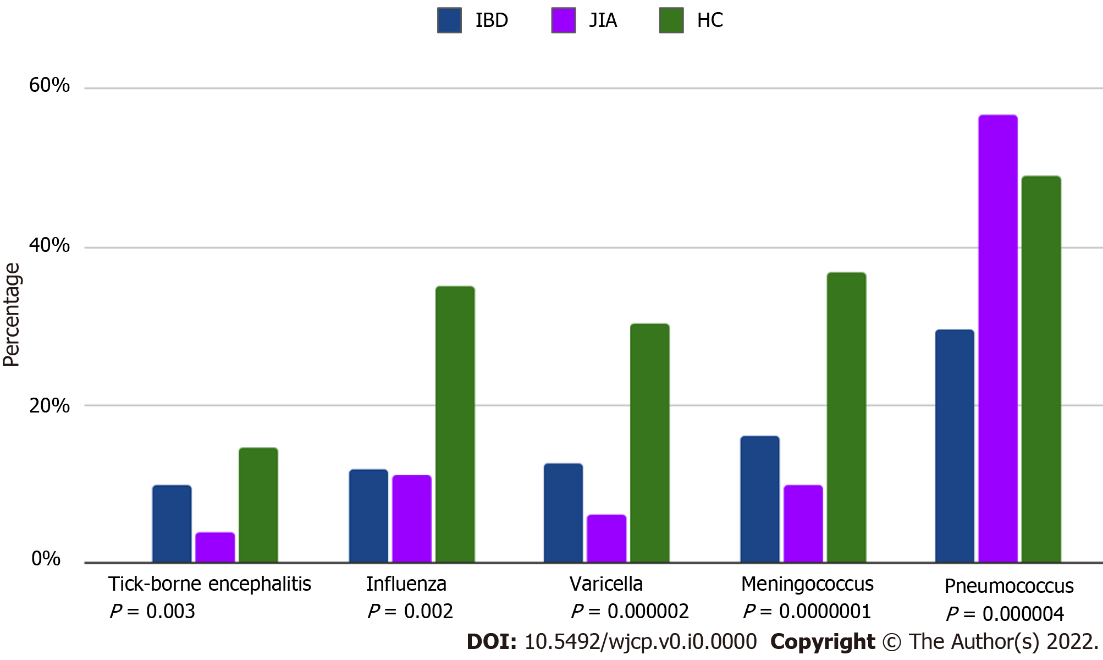 IBD JIA HC
60%
40%
20%
0%
Percentage
Tick-borne encephalitis Influenza Varicella Meningococcus Pneumococcus
P = 0.003 P = 0.002 P = 0.000002 P = 0.0000001 P = 0.000004
DOI: 10.5492/wjcp.v0.i0.0000 Copyright © The Author(s) 2022.